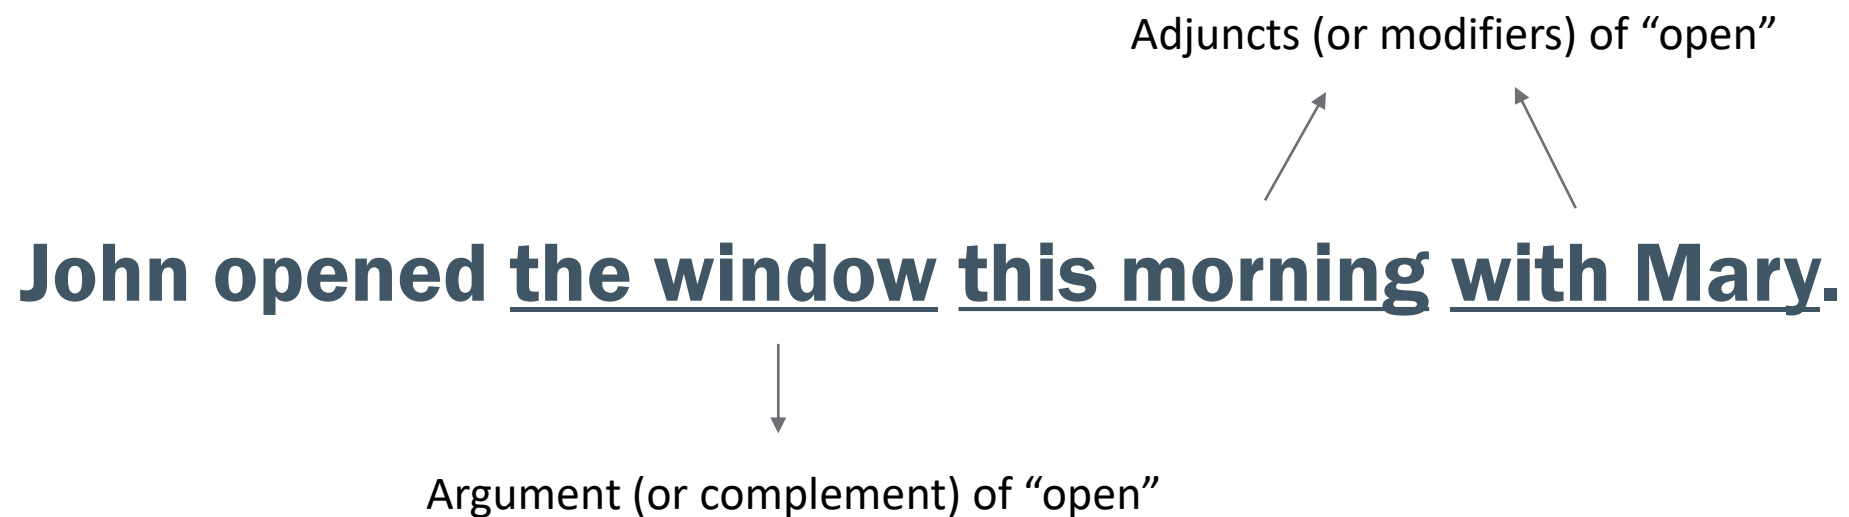 Adjuncts (or modifiers) of “open”
John opened the window this morning with Mary.
Argument (or complement) of “open”